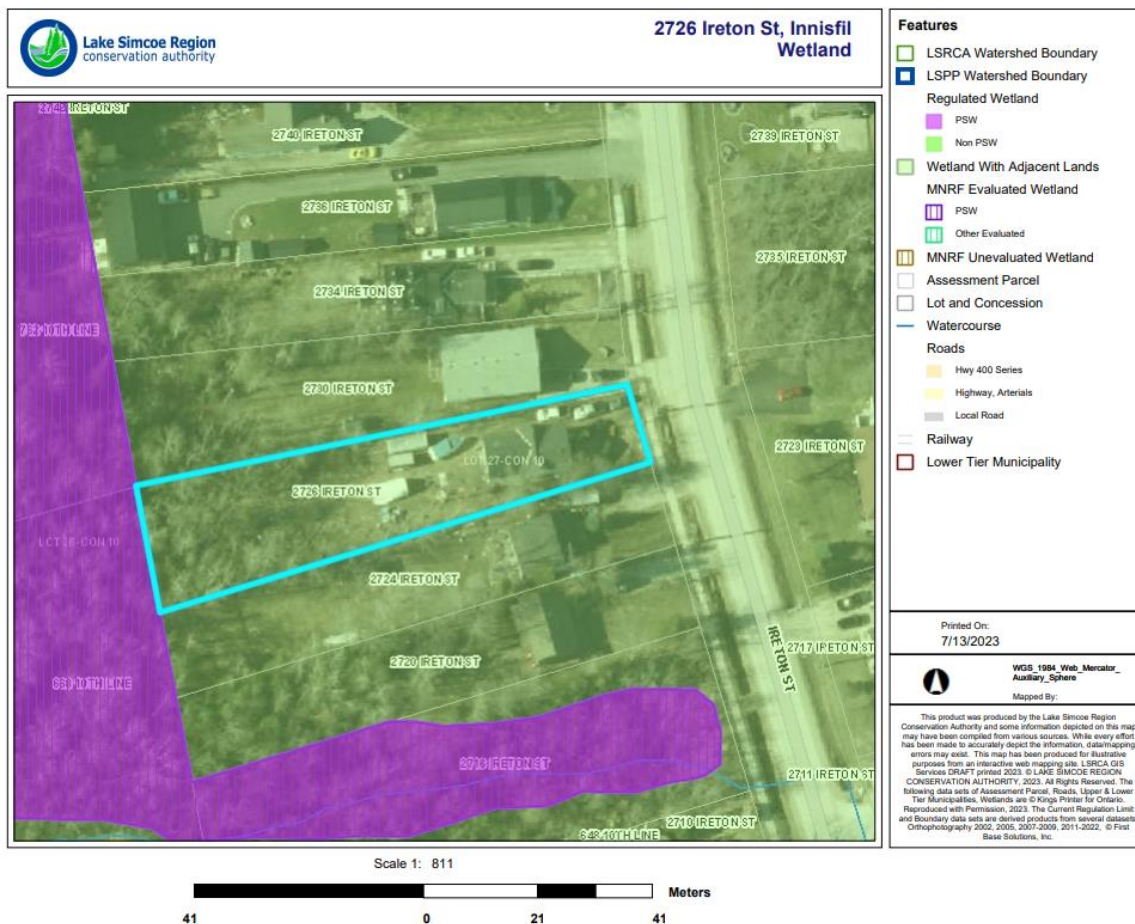 Lake Simcoe Region
conservation authority
2726 Ireton St, Innisfil
Wetland
Features
LSRCA Watershed Boundary
LSPP Watershed Boundary
Regulated Wetland
PSW
Non PSW
Wetland With Adjacent Lands
MNRF Evaluated Wetland
PSW
Other Evaluated
MNRF Unevaluated Wetland
Assessment Parcel
Lot and Concession
Watercourse
Roads
Hwy 400 Series
Highway, Arterials
Local Road
Railway
Lower Tier Municipality
IRETON ST
2740 IRETON ST
2739 IRETON ST
2736 IRETON ST
2735 IRETON ST
2734 IRETON ST
10TH LINE
2730 IRETON ST
2723 IRETON ST
LOT 27-CON 10
2726 IRETON ST
CON 10
2724 IRETON ST
IRETON ST
2717 IRETON ST
2720 IRETON ST
10TH LINE
2716 IRETON ST
2711 IRETON ST
2710 IRETON ST
10TH LINE
Printed On:
7/13/2023
WGS_1984_Web_Mercator_
Auxiliary_Sphere
Mapped By:
This product was produced by the Lake Simcoe Region
Conservation Authority and some information depicted on this map
may have been compiled from various sources. While every effort
has been made to accurately depict the information, data/mapping
errors may exist. This map has been produced for illustrative
purposes from an interactive web mapping site. LSRCA GIS
Services DRAFT printed 2023. © LAKE SIMCOE REGION
CONSERVATION AUTHORITY, 2023. All Rights Reserved. The
following data sets of Assessment Parcel, Roads, Upper & Lower
Tier Municipalities, Wetlands are © Kings Printer for Ontario.
Reproduced with Permission, 2023. The Current Regulation Limit
and Boundary data sets are derived products from several datasets.
Orthophotography 2002, 2005, 2007-2009, 2011-2022, © First
Base Solutions, Inc.
Scale 1: 811
Meters
41 0 21 41